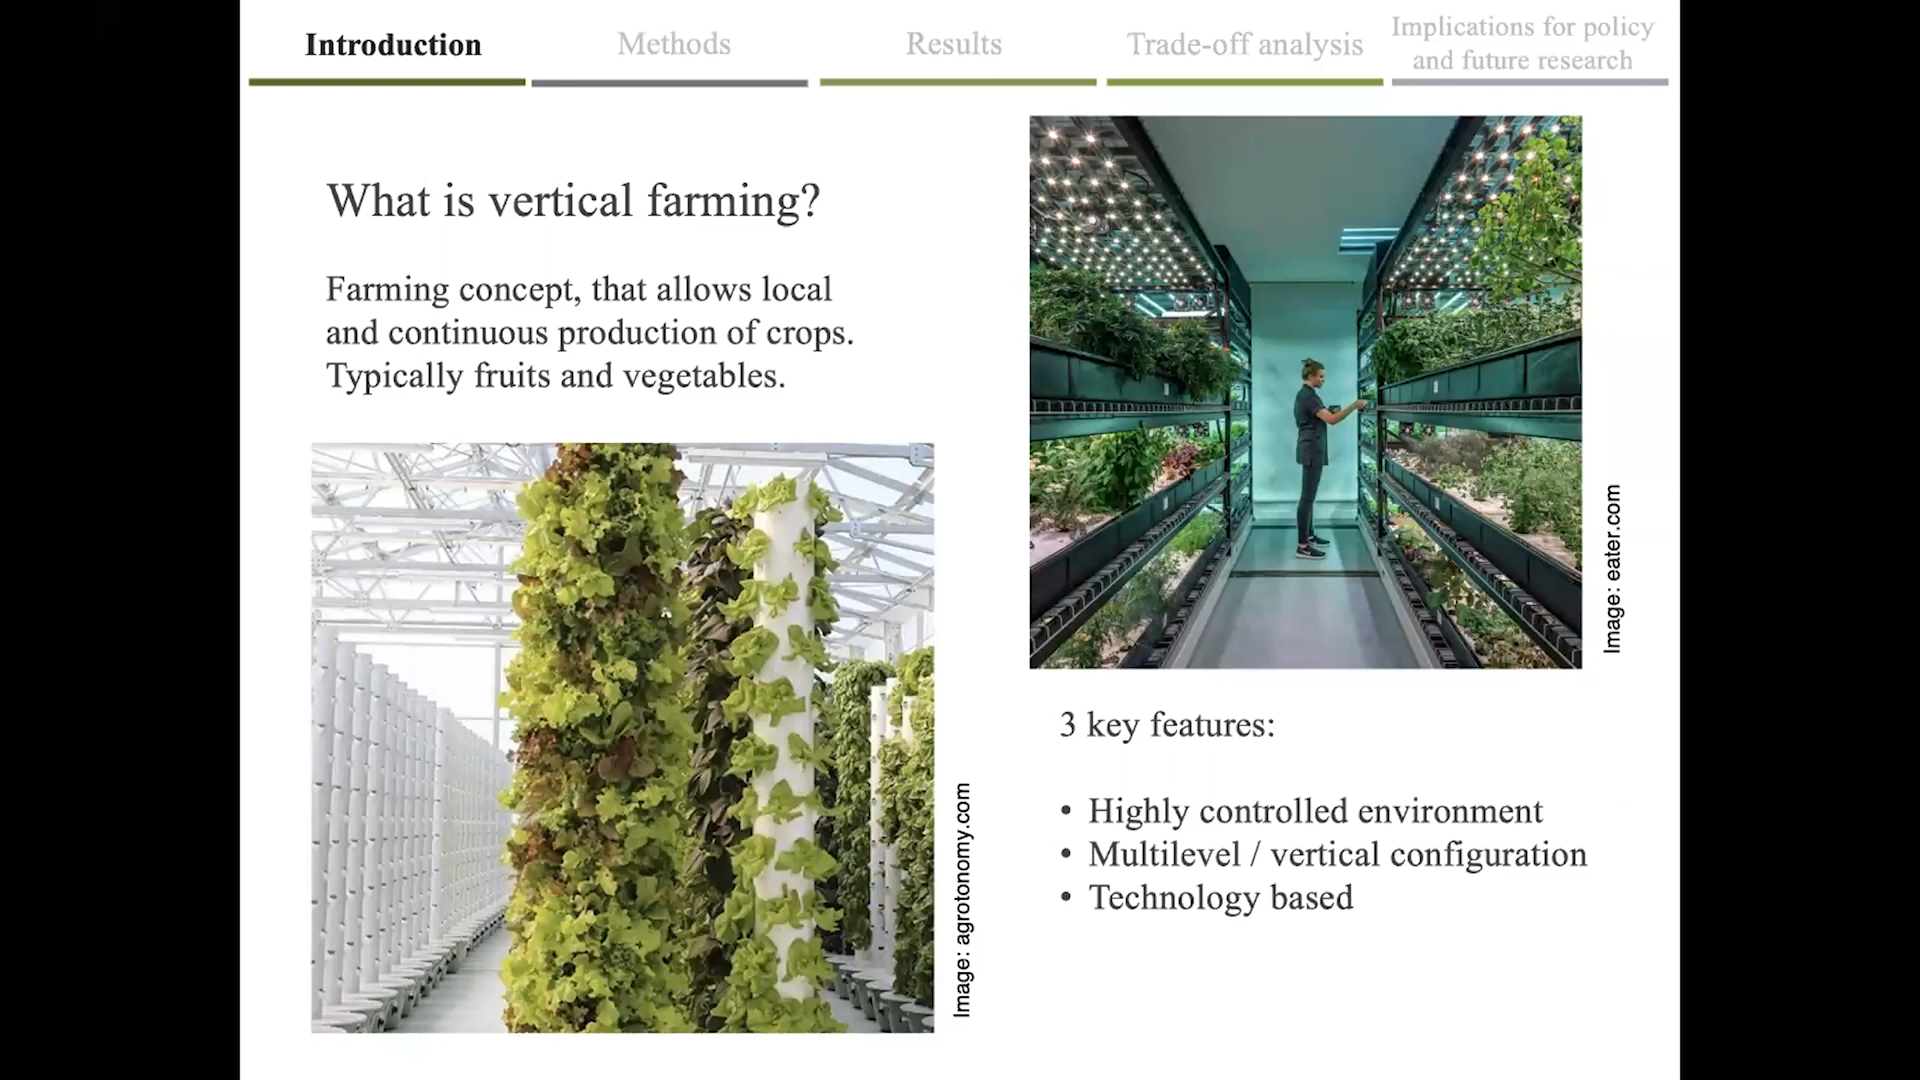 Introduction
Methods
Results
Trade-off analysis
Implications for policy
and future research
What is vertical farming?
Farming concept, that allows local
and continuous production of crops.
Typically fruits and vegetables.
Image: agrotonomy.com
Image: eater.com
3 key features:
• Highly controlled environment
• Multilevel / vertical configuration
• Technology based